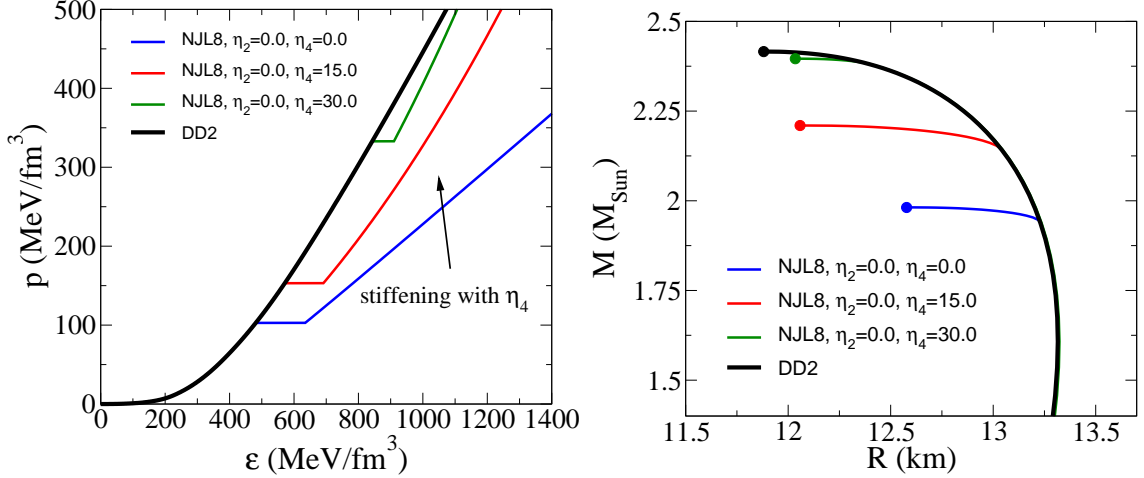 500
400
300
200
100
0
p (MeV/fm³)
NJL8, η₂=0.0, η₄=0.0
NJL8, η₂=0.0, η₄=15.0
NJL8, η₂=0.0, η₄=30.0
DD2
stiffening with η₄
0 200 400 600 800 1000 1200 1400
ε (MeV/fm³)
2.5
2.25
2
1.75
1.5
M (M_Sun)
NJL8, η₂=0.0, η₄=0.0
NJL8, η₂=0.0, η₄=15.0
NJL8, η₂=0.0, η₄=30.0
DD2
11.5 12 12.5 13 13.5
R (km)